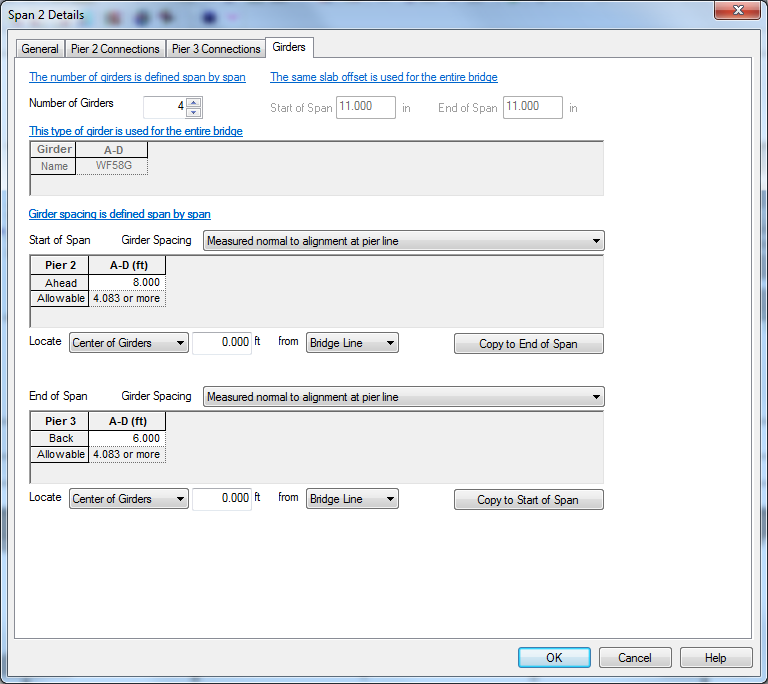 Span 2 Details
General Pier 2 Connections Pier 3 Connections Girders
The number of girders is defined span by span The same slab offset is used for the entire bridge
Number of Girders 4 Start of Span 11.000 in End of Span 11.000 in
This type of girder is used for the entire bridge
Girder A-D
Name WF58G
Girder spacing is defined span by span
Start of Span Girder Spacing Measured normal to alignment at pier line
Pier 2 A-D (ft)
Ahead 8.000
Allowable 4.083 or more
Locate Center of Girders 0.000 ft from Bridge Line Copy to End of Span
End of Span Girder Spacing Measured normal to alignment at pier line
Pier 3 A-D (ft)
Back 6.000
Allowable 4.083 or more
Locate Center of Girders 0.000 ft from Bridge Line Copy to Start of Span
OK Cancel Help